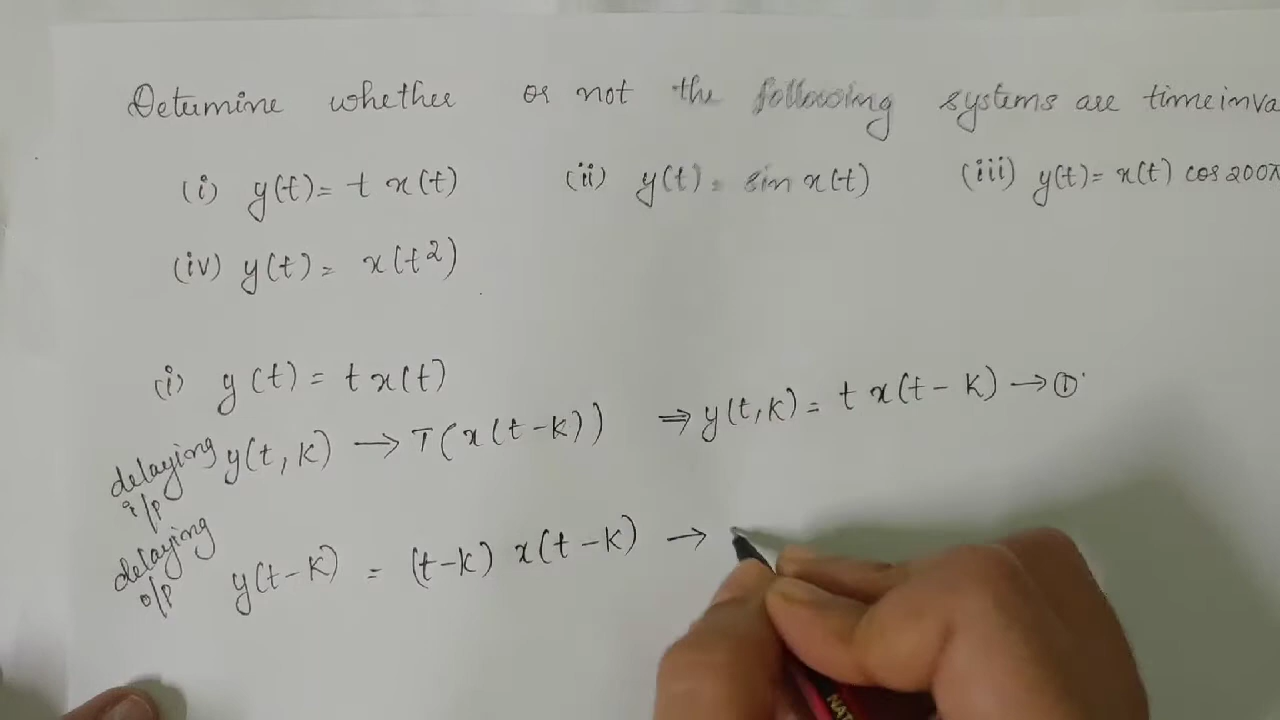 Determine whether or not the following systems are timeinva
(i) y(t) = t x(t) (ii) y(t) = sin x(t) (iii) y(t) = x(t) cos 200π
(iv) y(t) = x(t²)
(i) y(t) = t x(t)
delaying i/p y(t, k) → T(x(t-k)) ⇒ y(t,k) = t x(t-k) → ①
delaying o/p y(t-k) = (t-k) x(t-k) →
NAT